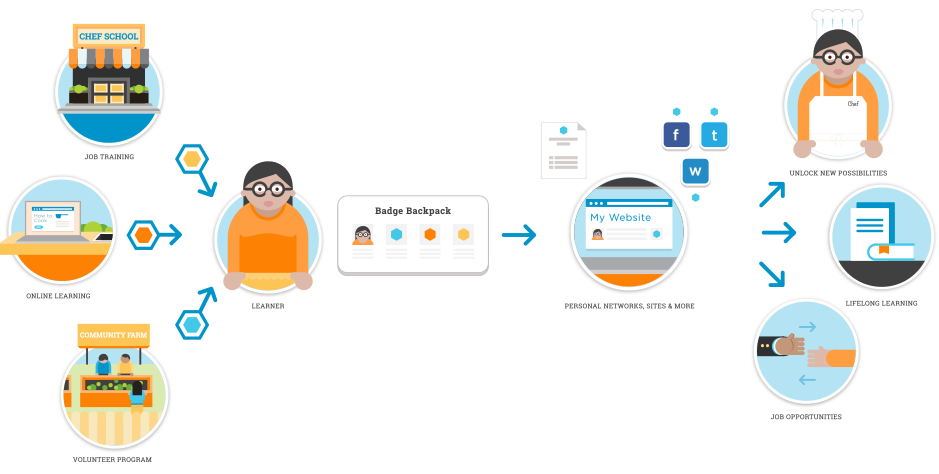 CHEF SCHOOL
JOB TRAINING
How to
Cook
ONLINE LEARNING
COMMUNITY FARM
VOLUNTEER PROGRAM
LEARNER
Badge Backpack
f
t
w
My Website
PERSONAL NETWORKS, SITES & MORE
Chef
UNLOCK NEW POSSIBILITIES
LIFELONG LEARNING
JOB OPPORTUNITIES